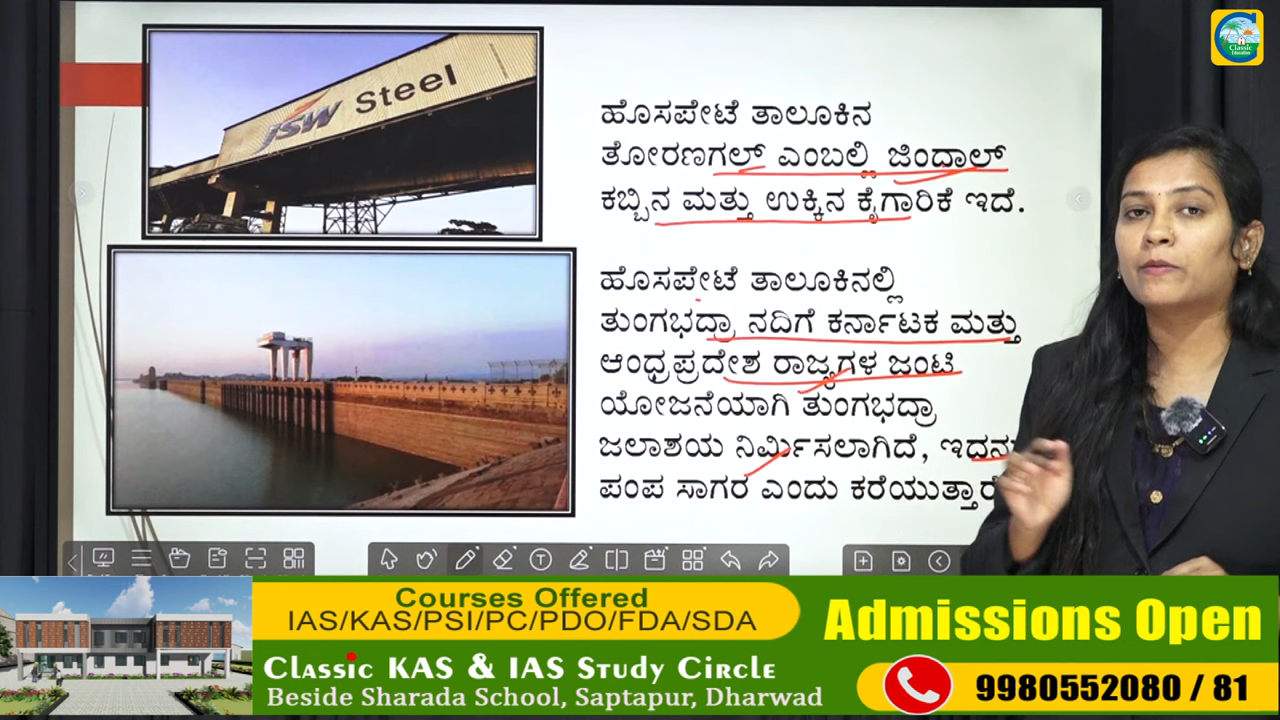 JSW Steel
Classic
Education
ಹೊಸಪೇಟೆ ತಾಲೂಕಿನ
ತೋರಣಗಲ್ ಎಂಬಲ್ಲಿ ಜಿಂದಾಲ್
ಕಬ್ಬಿನ ಮತ್ತು ಉಕ್ಕಿನ ಕೈಗಾರಿಕೆ ಇದೆ.
ಹೊಸಪೇಟೆ ತಾಲೂಕಿನಲ್ಲಿ
ತುಂಗಭದ್ರಾ ನದಿಗೆ ಕರ್ನಾಟಕ ಮತ್ತು
ಆಂಧ್ರಪ್ರದೇಶ ರಾಜ್ಯಗಳ ಜಂಟಿ
ಯೋಜನೆಯಾಗಿ ತುಂಗಭದ್ರಾ
ಜಲಾಶಯ ನಿರ್ಮಿಸಲಾಗಿದೆ,
ಪಂಪ ಸಾಗರ ಎಂದು
Courses Offered
IAS/KAS/PSI/PC/PDO/FDA/SDA
Classic KAS & IAS Study Circle
Beside Sharada School, Saptapur, Dharwad
Admissions Open
9980552080 / 81